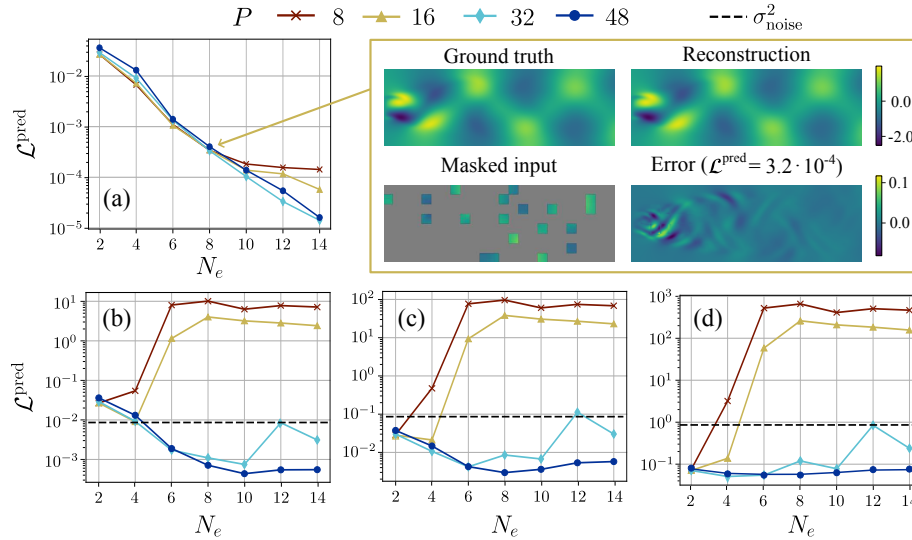 P 8 16 32 48 σ²noise
Ground truth Reconstruction
0.0
-2.0
Masked input Error (𝓛pred = 3.2 · 10-4)
0.1
0.0
10−2
10−3
10−4
10−5
𝓛pred
(a)
2 4 6 8 10 12 14
Ne
(b)
101
100
10−1
10−2
10−3
𝓛pred
2 4 6 8 10 12 14
Ne
(c)
102
101
100
10−1
10−2
2 4 6 8 10 12 14
Ne
(d)
103
102
101
100
10−1
2 4 6 8 10 12 14
Ne